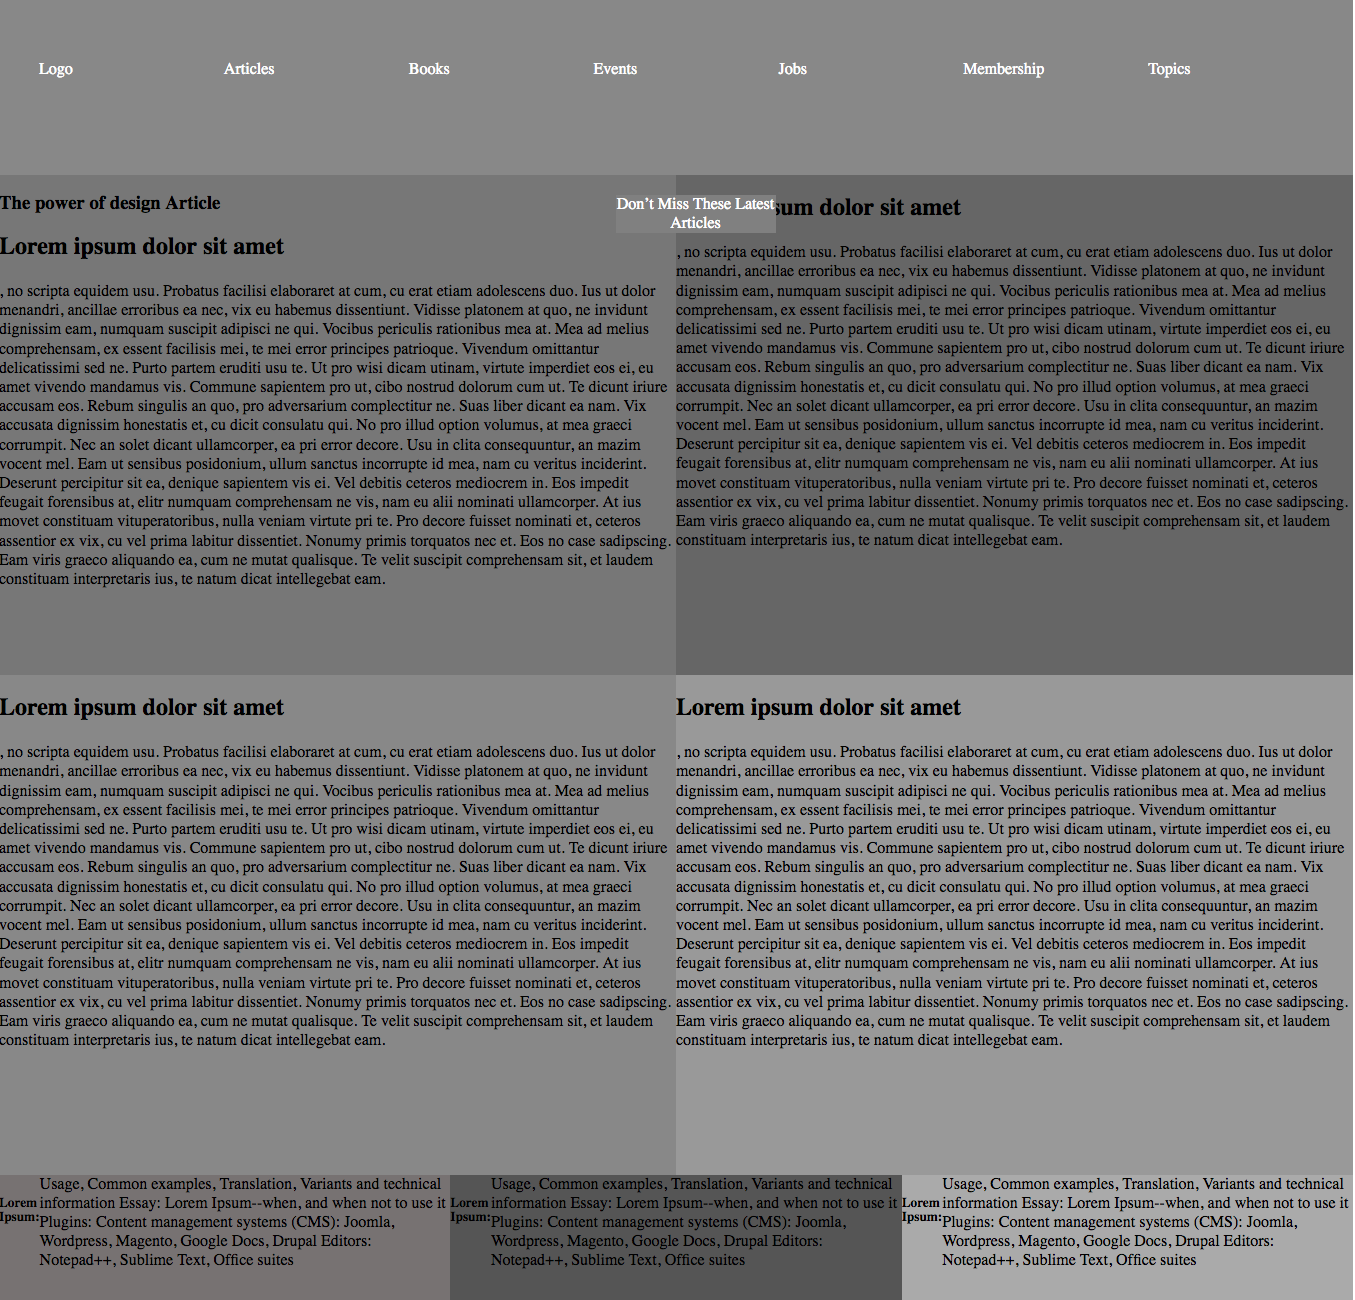 Logo Articles Books Events Jobs Membership Topics
The power of design Article
Lorem ipsum dolor sit amet
, no scripta equidem usu. Probatus facilisi elaboraret at cum, cu erat etiam adolescens duo. Ius ut dolor
menandri, ancillae erroribus ea nec, vix eu habemus dissentiunt. Vidisse platonem at quo, ne invidunt
dignissim eam, numquam suscipit adipisci ne qui. Vocibus periculis rationibus mea at. Mea ad melius
comprehensam, ex essent facilisis mei, te mei error principes patrioque. Vivendum omittantur
delicatissimi sed ne. Purto partem eruditi usu te. Ut pro wisi dicam utinam, virtute imperdiet eos ei, eu
amet vivendo mandamus vis. Commune sapientem pro ut, cibo nostrud dolorum cum ut. Te dicunt iriure
accusam eos. Rebum singulis an quo, pro adversarium complectitur ne. Suas liber dicant ea nam. Vix
accusata dignissim honestatis et, cu dicit consulatu qui. No pro illud option volumus, at mea graeci
corrumpit. Nec an solet dicant ullamcorper, ea pri error decore. Usu in clita consequuntur, an mazim
vocent mel. Eam ut sensibus posidonium, ullum sanctus incorrupte id mea, nam cu veritus inciderint.
Deserunt percipitur sit ea, denique sapientem vis ei. Vel debitis ceteros mediocrem in. Eos impedit
feugait forensibus at, elitr numquam comprehensam ne vis, nam eu alii nominati ullamcorper. At ius
movet constituam vituperatoribus, nulla veniam virtute pri te. Pro decore fuisset nominati et, ceteros
assentior ex vix, cu vel prima labitur dissentiet. Nonumy primis torquatos nec et. Eos no case sadipscing.
Eam viris graeco aliquando ea, cum ne mutat qualisque. Te velit suscipit comprehensam sit, et laudem
constituam interpretaris ius, te natum dicat intellegebat eam.
Don’t Miss These Latest
Articles
sum dolor sit amet
, no scripta equidem usu. Probatus facilisi elaboraret at cum, cu erat etiam adolescens duo. Ius ut dolor
menandri, ancillae erroribus ea nec, vix eu habemus dissentiunt. Vidisse platonem at quo, ne invidunt
dignissim eam, numquam suscipit adipisci ne qui. Vocibus periculis rationibus mea at. Mea ad melius
comprehensam, ex essent facilisis mei, te mei error principes patrioque. Vivendum omittantur
delicatissimi sed ne. Purto partem eruditi usu te. Ut pro wisi dicam utinam, virtute imperdiet eos ei, eu
amet vivendo mandamus vis. Commune sapientem pro ut, cibo nostrud dolorum cum ut. Te dicunt iriure
accusam eos. Rebum singulis an quo, pro adversarium complectitur ne. Suas liber dicant ea nam. Vix
accusata dignissim honestatis et, cu dicit consulatu qui. No pro illud option volumus, at mea graeci
corrumpit. Nec an solet dicant ullamcorper, ea pri error decore. Usu in clita consequuntur, an mazim
vocent mel. Eam ut sensibus posidonium, ullum sanctus incorrupte id mea, nam cu veritus inciderint.
Deserunt percipitur sit ea, denique sapientem vis ei. Vel debitis ceteros mediocrem in. Eos impedit
feugait forensibus at, elitr numquam comprehensam ne vis, nam eu alii nominati ullamcorper. At ius
movet constituam vituperatoribus, nulla veniam virtute pri te. Pro decore fuisset nominati et, ceteros
assentior ex vix, cu vel prima labitur dissentiet. Nonumy primis torquatos nec et. Eos no case sadipscing.
Eam viris graeco aliquando ea, cum ne mutat qualisque. Te velit suscipit comprehensam sit, et laudem
constituam interpretaris ius, te natum dicat intellegebat eam.
Lorem ipsum dolor sit amet
, no scripta equidem usu. Probatus facilisi elaboraret at cum, cu erat etiam adolescens duo. Ius ut dolor
menandri, ancillae erroribus ea nec, vix eu habemus dissentiunt. Vidisse platonem at quo, ne invidunt
dignissim eam, numquam suscipit adipisci ne qui. Vocibus periculis rationibus mea at. Mea ad melius
comprehensam, ex essent facilisis mei, te mei error principes patrioque. Vivendum omittantur
delicatissimi sed ne. Purto partem eruditi usu te. Ut pro wisi dicam utinam, virtute imperdiet eos ei, eu
amet vivendo mandamus vis. Commune sapientem pro ut, cibo nostrud dolorum cum ut. Te dicunt iriure
accusam eos. Rebum singulis an quo, pro adversarium complectitur ne. Suas liber dicant ea nam. Vix
accusata dignissim honestatis et, cu dicit consulatu qui. No pro illud option volumus, at mea graeci
corrumpit. Nec an solet dicant ullamcorper, ea pri error decore. Usu in clita consequuntur, an mazim
vocent mel. Eam ut sensibus posidonium, ullum sanctus incorrupte id mea, nam cu veritus inciderint.
Deserunt percipitur sit ea, denique sapientem vis ei. Vel debitis ceteros mediocrem in. Eos impedit
feugait forensibus at, elitr numquam comprehensam ne vis, nam eu alii nominati ullamcorper. At ius
movet constituam vituperatoribus, nulla veniam virtute pri te. Pro decore fuisset nominati et, ceteros
assentior ex vix, cu vel prima labitur dissentiet. Nonumy primis torquatos nec et. Eos no case sadipscing.
Eam viris graeco aliquando ea, cum ne mutat qualisque. Te velit suscipit comprehensam sit, et laudem
constituam interpretaris ius, te natum dicat intellegebat eam.
Lorem ipsum dolor sit amet
, no scripta equidem usu. Probatus facilisi elaboraret at cum, cu erat etiam adolescens duo. Ius ut dolor
menandri, ancillae erroribus ea nec, vix eu habemus dissentiunt. Vidisse platonem at quo, ne invidunt
dignissim eam, numquam suscipit adipisci ne qui. Vocibus periculis rationibus mea at. Mea ad melius
comprehensam, ex essent facilisis mei, te mei error principes patrioque. Vivendum omittantur
delicatissimi sed ne. Purto partem eruditi usu te. Ut pro wisi dicam utinam, virtute imperdiet eos ei, eu
amet vivendo mandamus vis. Commune sapientem pro ut, cibo nostrud dolorum cum ut. Te dicunt iriure
accusam eos. Rebum singulis an quo, pro adversarium complectitur ne. Suas liber dicant ea nam. Vix
accusata dignissim honestatis et, cu dicit consulatu qui. No pro illud option volumus, at mea graeci
corrumpit. Nec an solet dicant ullamcorper, ea pri error decore. Usu in clita consequuntur, an mazim
vocent mel. Eam ut sensibus posidonium, ullum sanctus incorrupte id mea, nam cu veritus inciderint.
Deserunt percipitur sit ea, denique sapientem vis ei. Vel debitis ceteros mediocrem in. Eos impedit
feugait forensibus at, elitr numquam comprehensam ne vis, nam eu alii nominati ullamcorper. At ius
movet constituam vituperatoribus, nulla veniam virtute pri te. Pro decore fuisset nominati et, ceteros
assentior ex vix, cu vel prima labitur dissentiet. Nonumy primis torquatos nec et. Eos no case sadipscing.
Eam viris graeco aliquando ea, cum ne mutat qualisque. Te velit suscipit comprehensam sit, et laudem
constituam interpretaris ius, te natum dicat intellegebat eam.
Lorem
Ipsum:
Usage, Common examples, Translation, Variants and technical
information Essay: Lorem Ipsum--when, and when not to use it
Plugins: Content management systems (CMS): Joomla,
Wordpress, Magento, Google Docs, Drupal Editors:
Notepad++, Sublime Text, Office suites
Lorem
Ipsum:
Usage, Common examples, Translation, Variants and technical
information Essay: Lorem Ipsum--when, and when not to use it
Plugins: Content management systems (CMS): Joomla,
Wordpress, Magento, Google Docs, Drupal Editors:
Notepad++, Sublime Text, Office suites
Lorem
Ipsum:
Usage, Common examples, Translation, Variants and technical
information Essay: Lorem Ipsum--when, and when not to use it
Plugins: Content management systems (CMS): Joomla,
Wordpress, Magento, Google Docs, Drupal Editors:
Notepad++, Sublime Text, Office suites